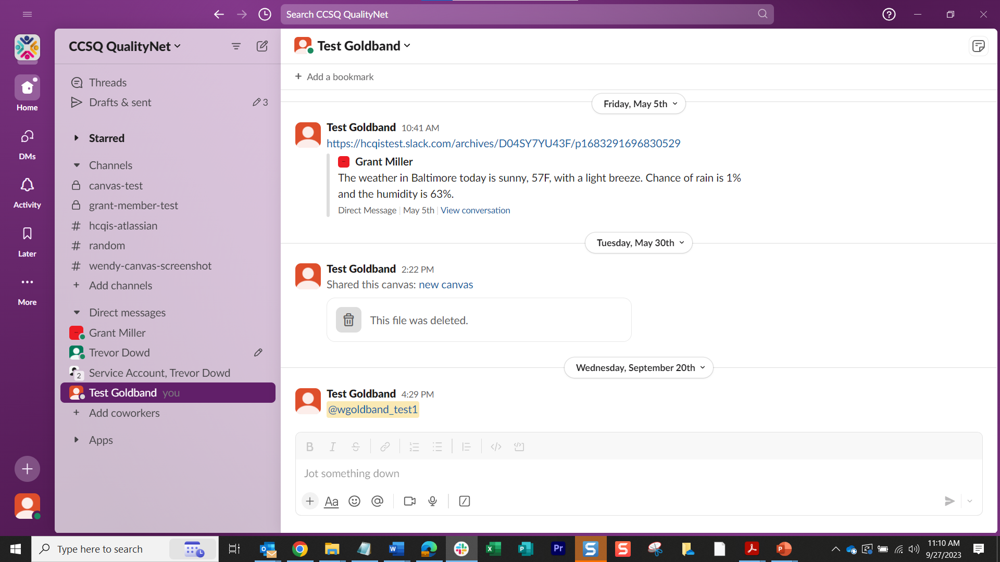 Search CCSQ QualityNet
CCSQ QualityNet
Home
DMs
Activity
Later
More
Threads
Drafts & sent 3
Starred
Channels
canvas-test
grant-member-test
# hcqis-atlassian
# random
# wendy-canvas-screenshot
+ Add channels
Direct messages
Grant Miller
Trevor Dowd
2 Service Account, Trevor Dowd
Test Goldband you
+ Add coworkers
Apps
Test Goldband
+ Add a bookmark
Friday, May 5th
Test Goldband 10:41 AM
https://hcqistest.slack.com/archives/D04SY7YU43F/p1683291696830529
Grant Miller
The weather in Baltimore today is sunny, 57F, with a light breeze. Chance of rain is 1%
and the humidity is 63%.
Direct Message | May 5th | View conversation
Tuesday, May 30th
Test Goldband 2:22 PM
Shared this canvas: new canvas
This file was deleted.
Wednesday, September 20th
Test Goldband 4:29 PM
@wgoldband_test1
B I S
Jot something down
+ Aa @
Type here to search
11:10 AM
9/27/2023